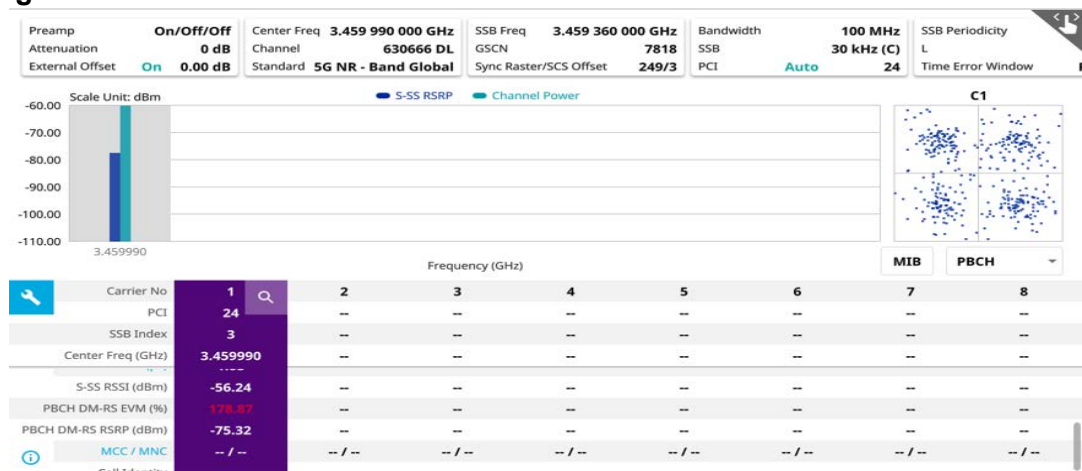 Preamp On/Off/Off Center Freq 3.459 990 000 GHz SSB Freq 3.459 360 000 GHz Bandwidth 100 MHz SSB Periodicity
Attenuation 0 dB Channel 630666 DL GSCN 7818 SSB 30 kHz (C) L
External Offset On 0.00 dB Standard 5G NR - Band Global Sync Raster/SCS Offset 249/3 PCI Auto 24 Time Error Window
Scale Unit: dBm S-SS RSRP Channel Power C1
-60.00
-70.00
-80.00
-90.00
-100.00
-110.00
3.459990
Frequency (GHz)
MIB PBCH
Carrier No 1 2 3 4 5 6 7 8
PCI 24 -- -- -- -- -- -- --
SSB Index 3 -- -- -- -- -- -- --
Center Freq (GHz) 3.459990 -- -- -- -- -- -- --
S-SS RSSI (dBm) -56.24 -- -- -- -- -- -- --
PBCH DM-RS EVM (%) 178.87 -- -- -- -- -- -- --
PBCH DM-RS RSRP (dBm) -75.32 -- -- -- -- -- -- --
MCC / MNC -- / -- -- / -- -- / -- -- / -- -- / -- -- / -- -- / -- -- / --
Cell Identity